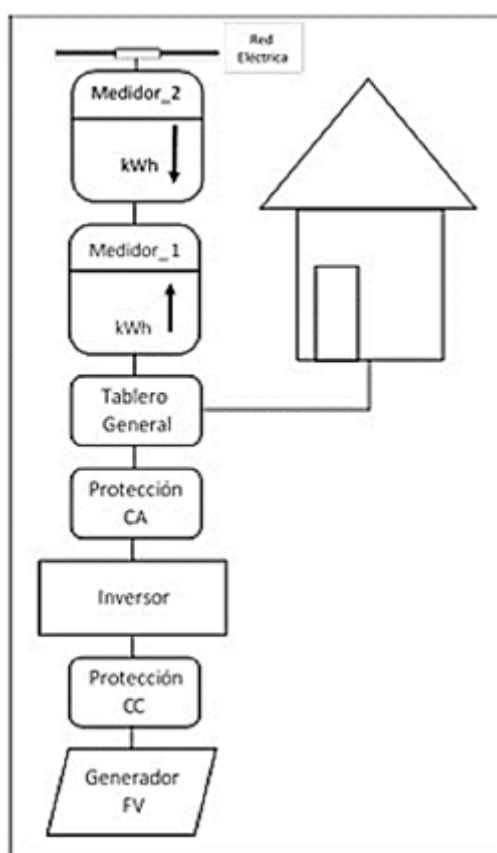 Red
Eléctrica
Medidor_2
kWh
Medidor_1
kWh
Tablero
General
Protección
CA
Inversor
Protección
CC
Generador
FV